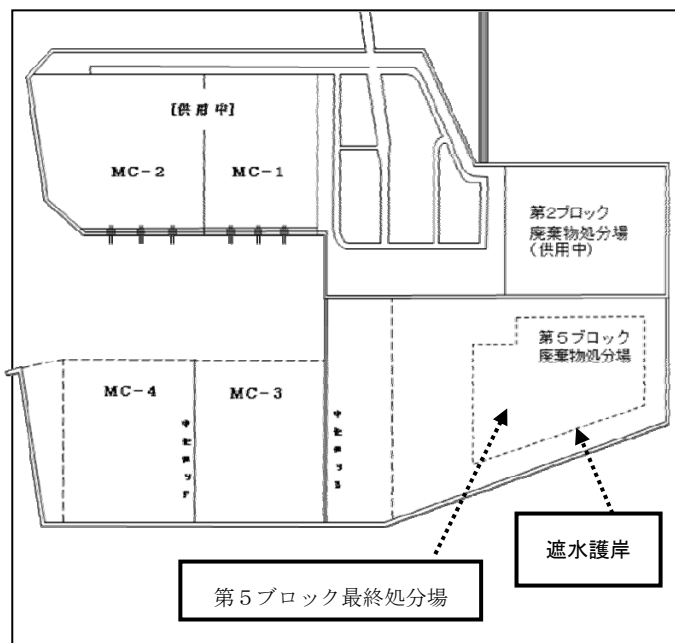 [供用中]
MC-2
MC-1
第2ブロック
廃棄物処分場
(供用中)
第5ブロック
廃棄物処分場
MC-4
MC-3
遮水護岸
第5ブロック最終処分場